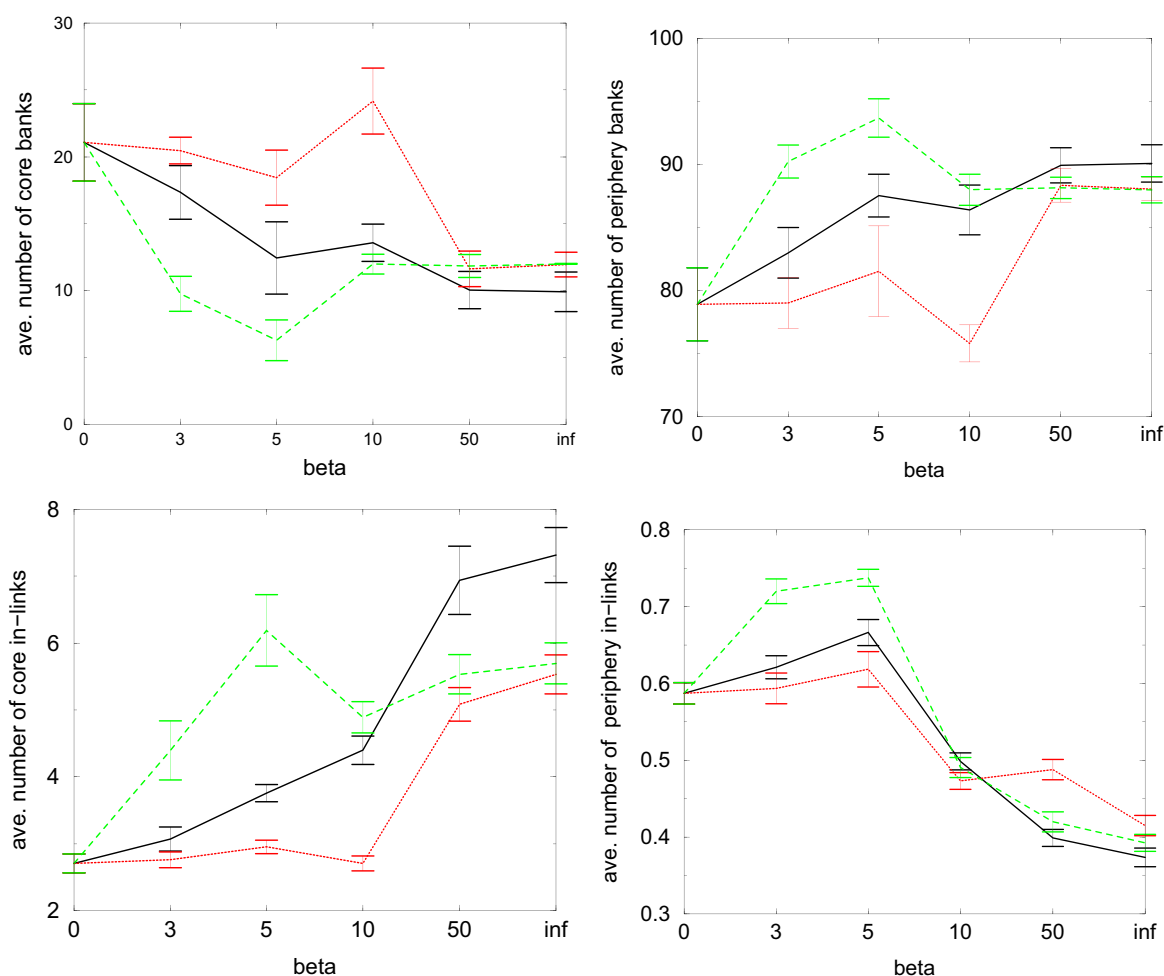 30
20
10
0
ave. number of core banks
0 3 5 10 50 inf
beta
100
90
80
70
ave. number of periphery banks
0 3 5 10 50 inf
beta
8
6
4
2
ave. number of core in−links
0 3 5 10 50 inf
beta
0.8
0.7
0.6
0.5
0.4
0.3
ave. number of periphery in−links
0 3 5 10 50 inf
beta